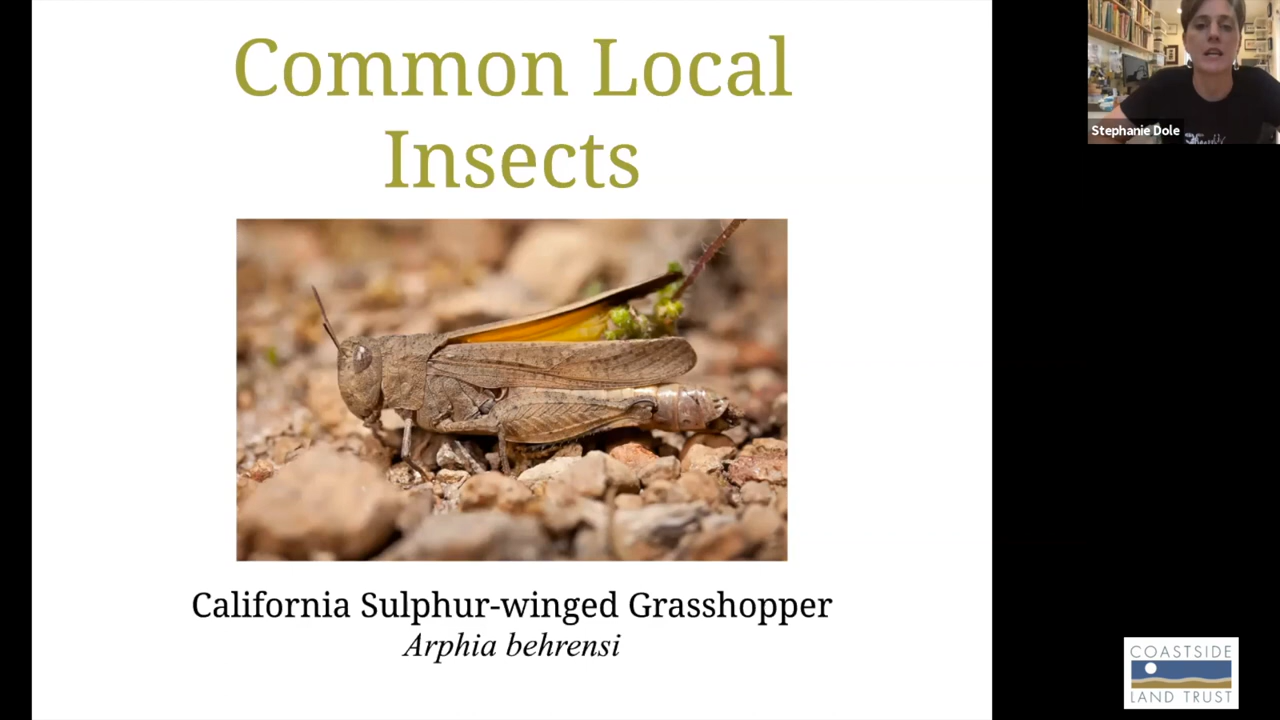 Common Local
Insects
California Sulphur-winged Grasshopper
Arphia behrensi
Stephanie Dole
COASTSIDE
LAND TRUST